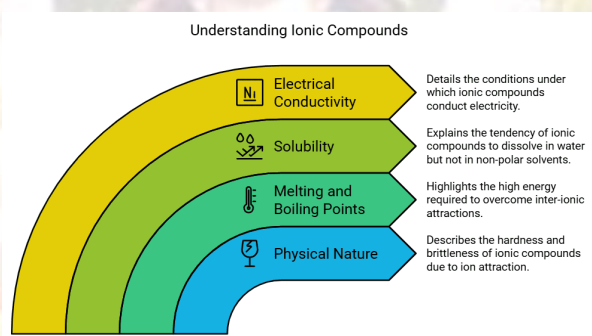 Understanding Ionic Compounds
Ni
Electrical
Conductivity
Details the conditions under
which ionic compounds
conduct electricity.
Solubility
Explains the tendency of ionic
compounds to dissolve in water
but not in non-polar solvents.
Melting and
Boiling Points
Highlights the high energy
required to overcome inter-ionic
attractions.
Physical Nature
Describes the hardness and
brittleness of ionic compounds
due to ion attraction.